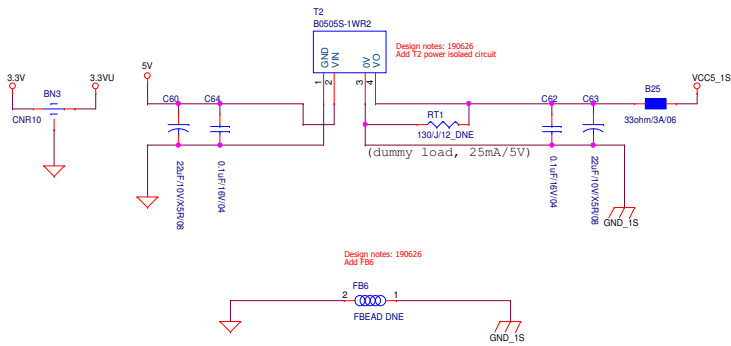 T2
B0505S-1WR2
Design notes: 190626
Add T2 power isolaed circuit
GND
VIN
0V
VO
1
2
3
4
3.3V
3.3VU
BN3
CNR10
5V
C60
C64
22uF/10V/X5R/08
0.1uF/16V/04
RT1
130/J/12_DNE
(dummy load, 25mA/5V)
C62
C63
0.1uF/16V/04
22uF/10V/X5R/08
B25
33ohm/3A/06
VCC5_1S
GND_1S
Design notes: 190626
Add FB6
FB6
2
1
FBEAD DNE
GND_1S